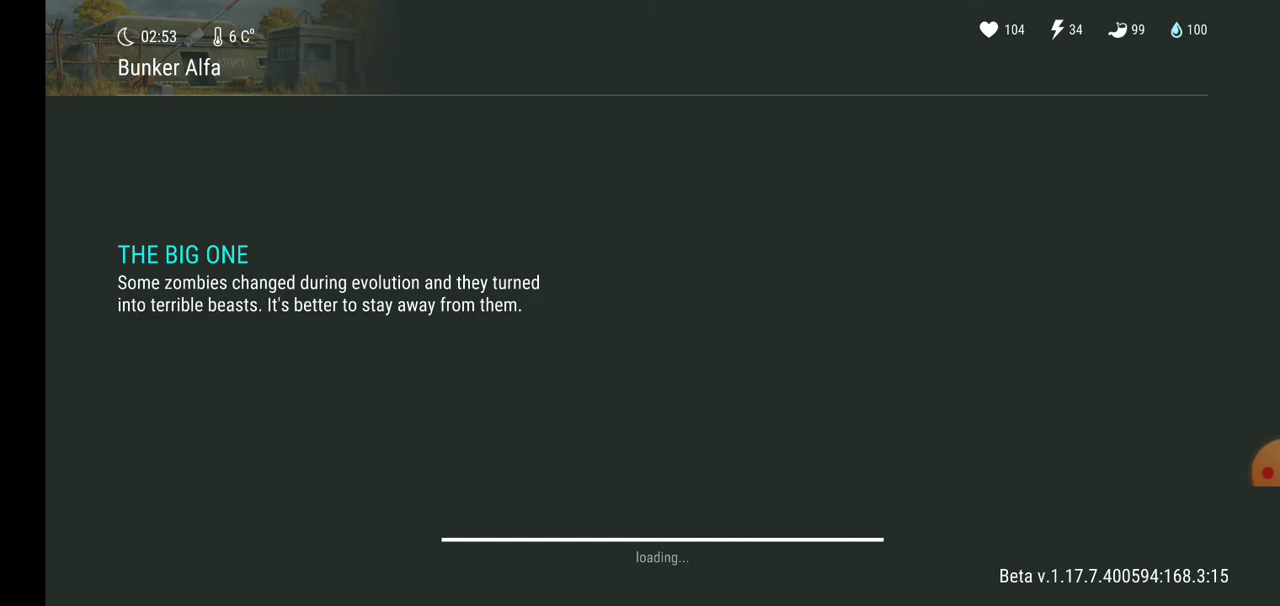 02:53 6 C° 104 34 99 100
Bunker Alfa
THE BIG ONE
Some zombies changed during evolution and they turned
into terrible beasts. It's better to stay away from them.
loading...
Beta v.1.17.7.400594:168.3:15